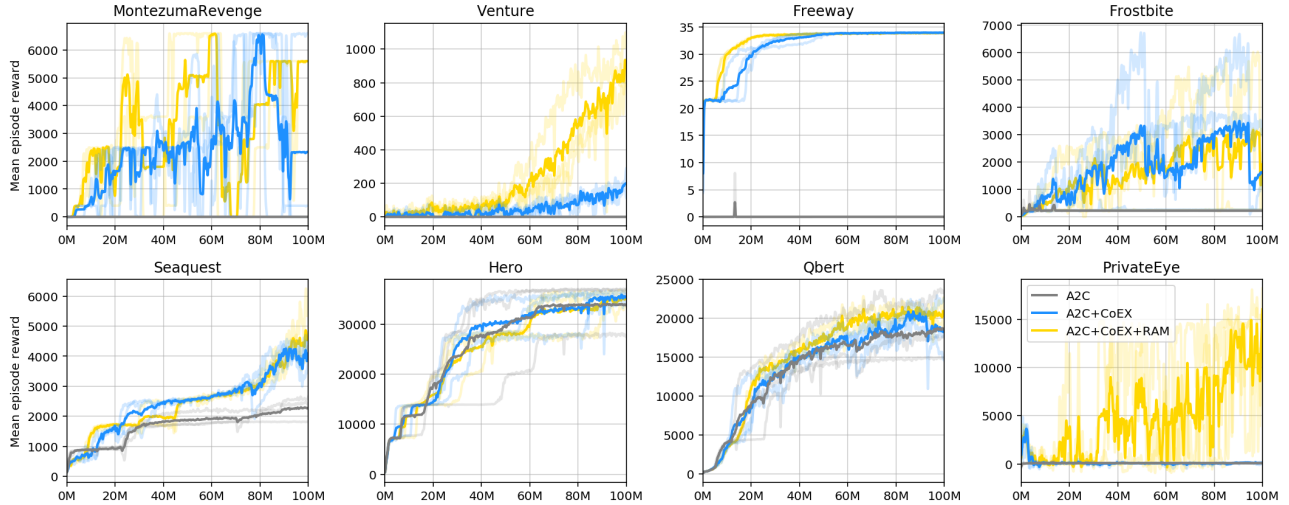 MontezumaRevenge
Mean episode reward
6000
5000
4000
3000
2000
1000
0
0M 20M 40M 60M 80M 100M
Venture
1000
800
600
400
200
0
0M 20M 40M 60M 80M 100M
Freeway
35
30
25
20
15
10
5
0
0M 20M 40M 60M 80M 100M
Frostbite
7000
6000
5000
4000
3000
2000
1000
0
0M 20M 40M 60M 80M 100M
Seaquest
Mean episode reward
6000
5000
4000
3000
2000
1000
0
0M 20M 40M 60M 80M 100M
Hero
30000
20000
10000
0
0M 20M 40M 60M 80M 100M
Qbert
25000
20000
15000
10000
5000
0
0M 20M 40M 60M 80M 100M
PrivateEye
A2C
A2C+CoEX
A2C+CoEX+RAM
15000
10000
5000
0
0M 20M 40M 60M 80M 100M